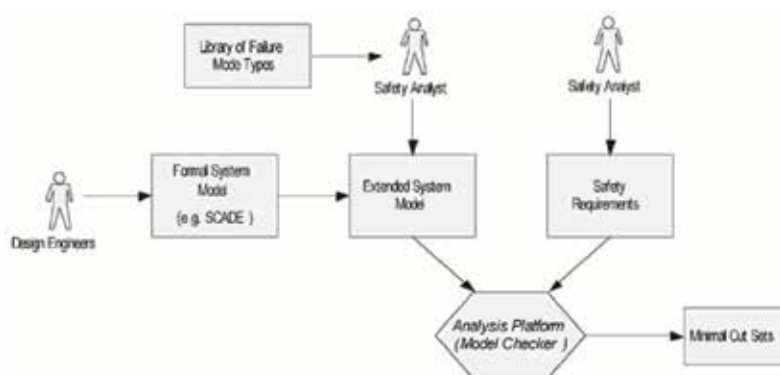 Library of Failure
Mode Types
Safety Analyst
Safety Analyst
Formal System
Model
(e.g. SCADE )
Extended System
Model
Safety
Requirements
Design Engineers
Analysis Platform
(Model Checker )
Minimal Cut Sets